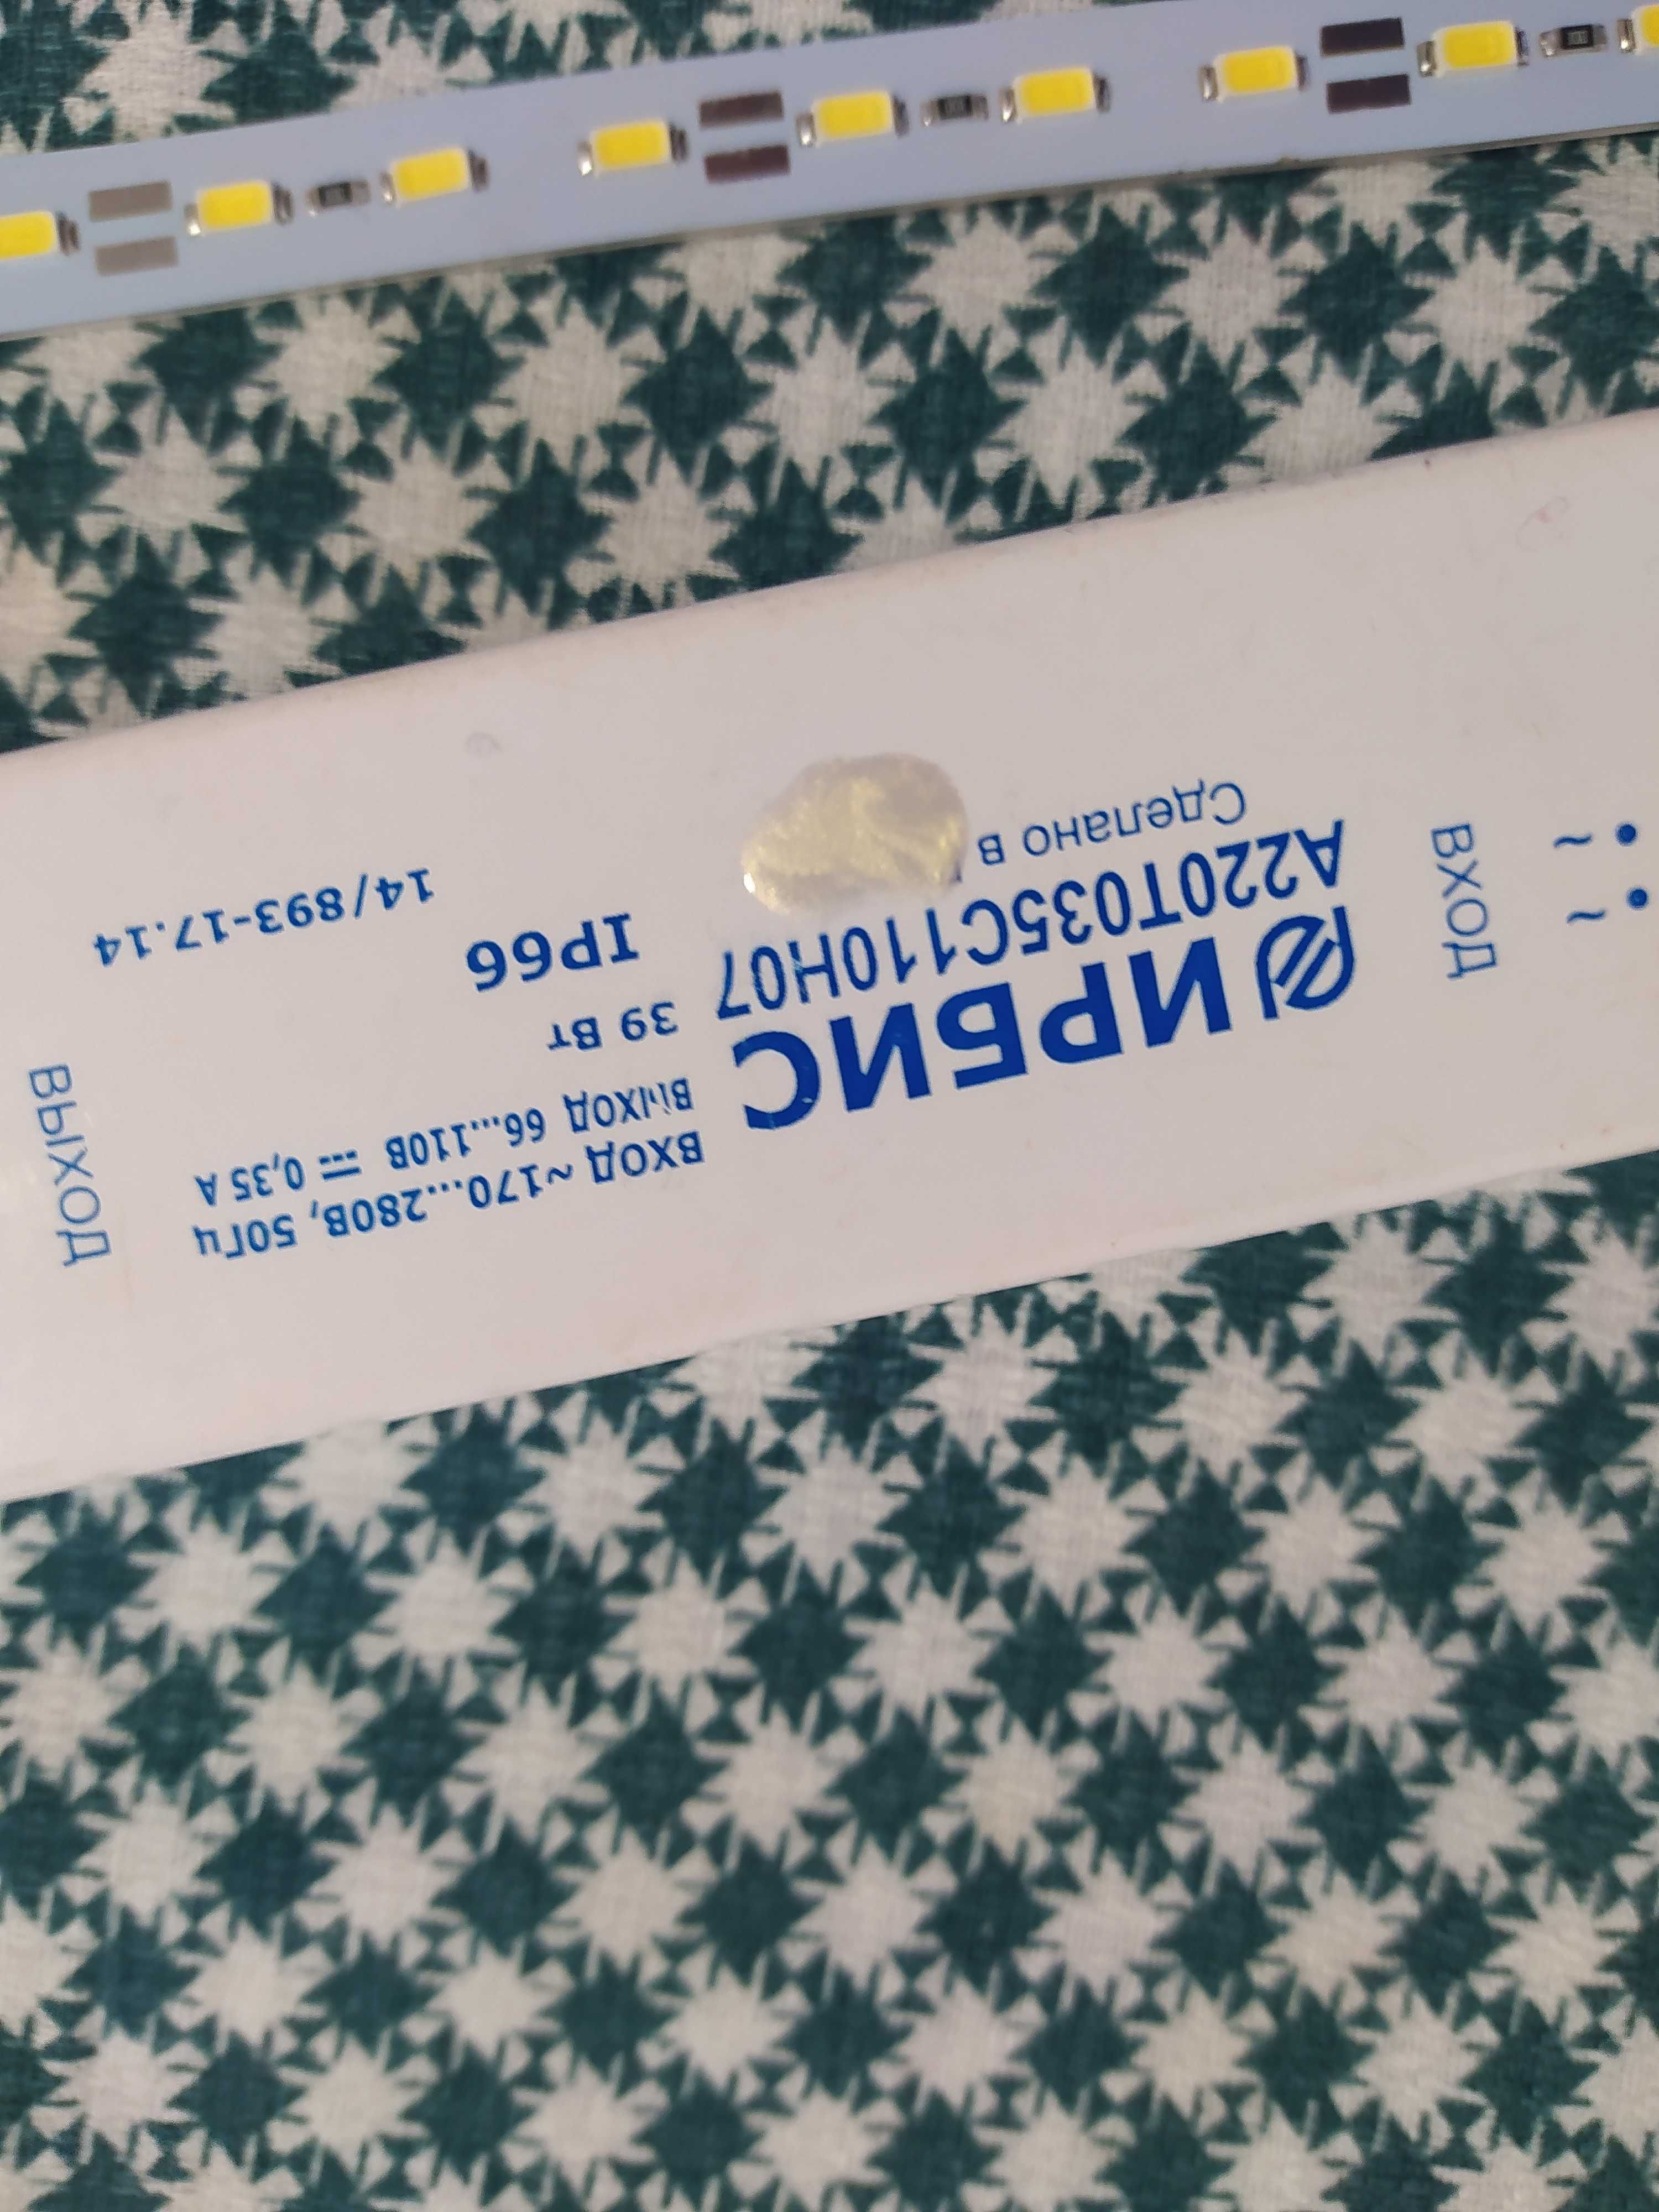 ВХОД
~
~
ИРБИС
A220T035C110H07
Сделано в
ВХОД ~170...280В, 50Гц
ВЫХОД 66...110В ⎓ 0,35 А
39 Вт
IP66
14/893-17.14
ВЫХОД